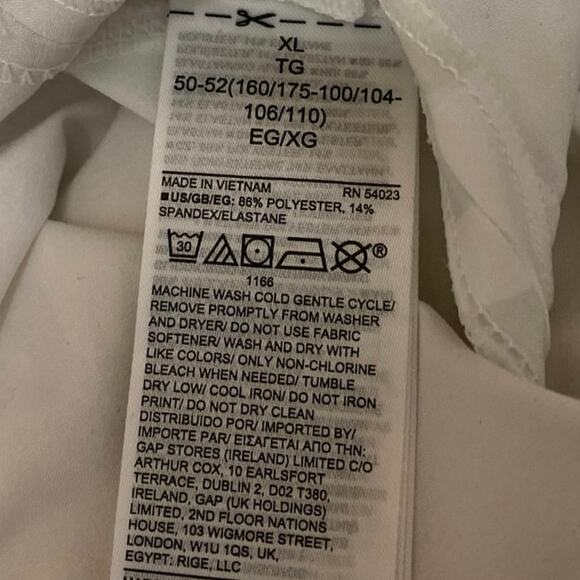 XL
TG
50-52(160/175-100/104-
106/110)
EG/XG
MADE IN VIETNAM RN 54023
■US/GB/EG: 86% POLYESTER, 14%
SPANDEX/ELASTANE
30 ®
1166
MACHINE WASH COLD GENTLE CYCLE/
REMOVE PROMPTLY FROM WASHER
AND DRYER/ DO NOT USE FABRIC
SOFTENER/ WASH AND DRY WITH
LIKE COLORS/ ONLY NON-CHLORINE
BLEACH WHEN NEEDED/ TUMBLE
DRY LOW/ COOL IRON/ DO NOT IRON
PRINT/ DO NOT DRY CLEAN
DISTRIBUIDO POR/ IMPORTED BY/
IMPORTE PAR/ ΕΙΣΑΓΕΤΑΙ ΑΠΟ ΤΗΝ:
GAP STORES (IRELAND) LIMITED C/O
ARTHUR COX, 10 EARLSFORT
TERRACE, DUBLIN 2, D02 T380,
IRELAND, GAP (UK HOLDINGS)
LIMITED, 2ND FLOOR NATIONS
HOUSE, 103 WIGMORE STREET,
LONDON, W1U 1QS, UK,
EGYPT: RIGE, LLC